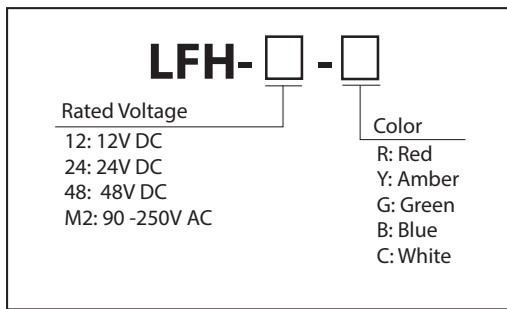 LFH-□ -□
Rated Voltage
12: 12V DC
24: 24V DC
48:  48V DC
M2: 90 -250V AC
Color
R: Red
Y: Amber
G: Green
B: Blue
C: White